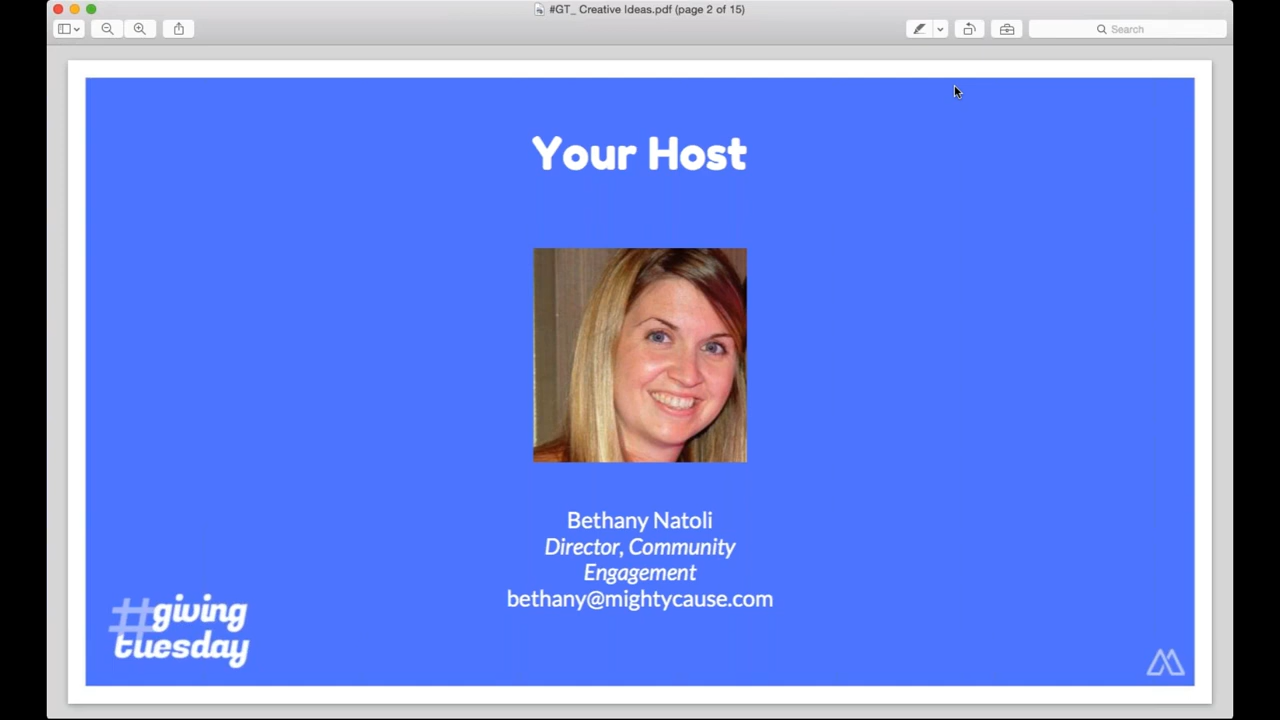 #GT_ Creative Ideas.pdf (page 2 of 15)
Search
Your Host
Bethany Natoli
Director, Community
Engagement
bethany@mightycause.com
#giving
tuesday